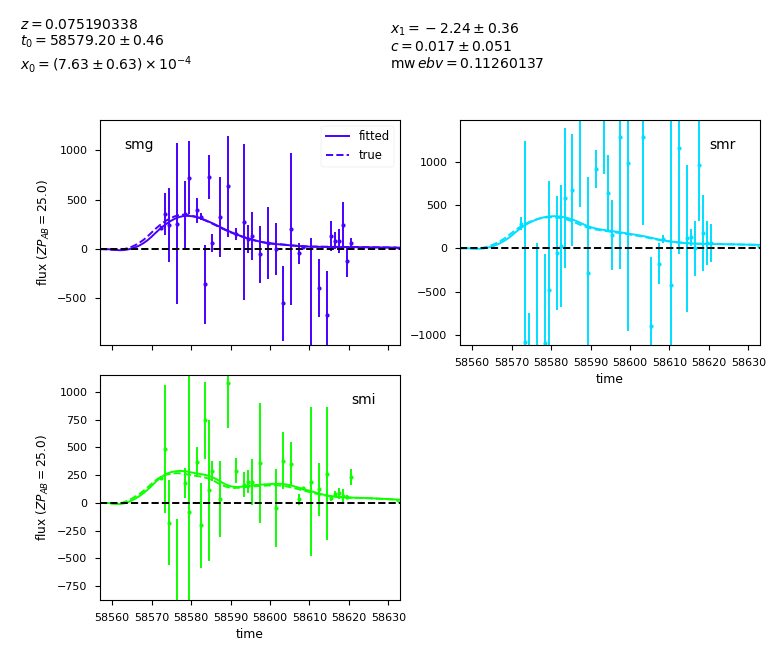 z = 0.075190338
t₀ = 58579.20 ± 0.46
x₀ = (7.63 ± 0.63) × 10⁻⁴
x₁ = −2.24 ± 0.36
c = 0.017 ± 0.051
mw ebv = 0.11260137
smg
fitted
true
1000
500
0
−500
flux (ZP_AB = 25.0)
smr
1000
500
0
−500
−1000
58560 58570 58580 58590 58600 58610 58620 58630
time
smi
1000
750
500
250
0
−250
−500
−750
flux (ZP_AB = 25.0)
58560 58570 58580 58590 58600 58610 58620 58630
time